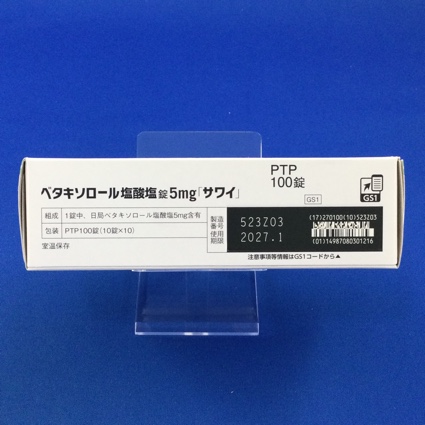 ベタキソロール塩酸塩錠5mg「サワイ」
PTP
100錠
GS1
GS1
組成 1錠中、日局ベタキソロール塩酸塩5mg含有
包装 PTP100錠(10錠×10)
室温保存
製造番号 523Z03
使用期限 2027.1
(17)270100(10)523Z03
(01)14987080301216
注意事項等情報はGS1コードから▲